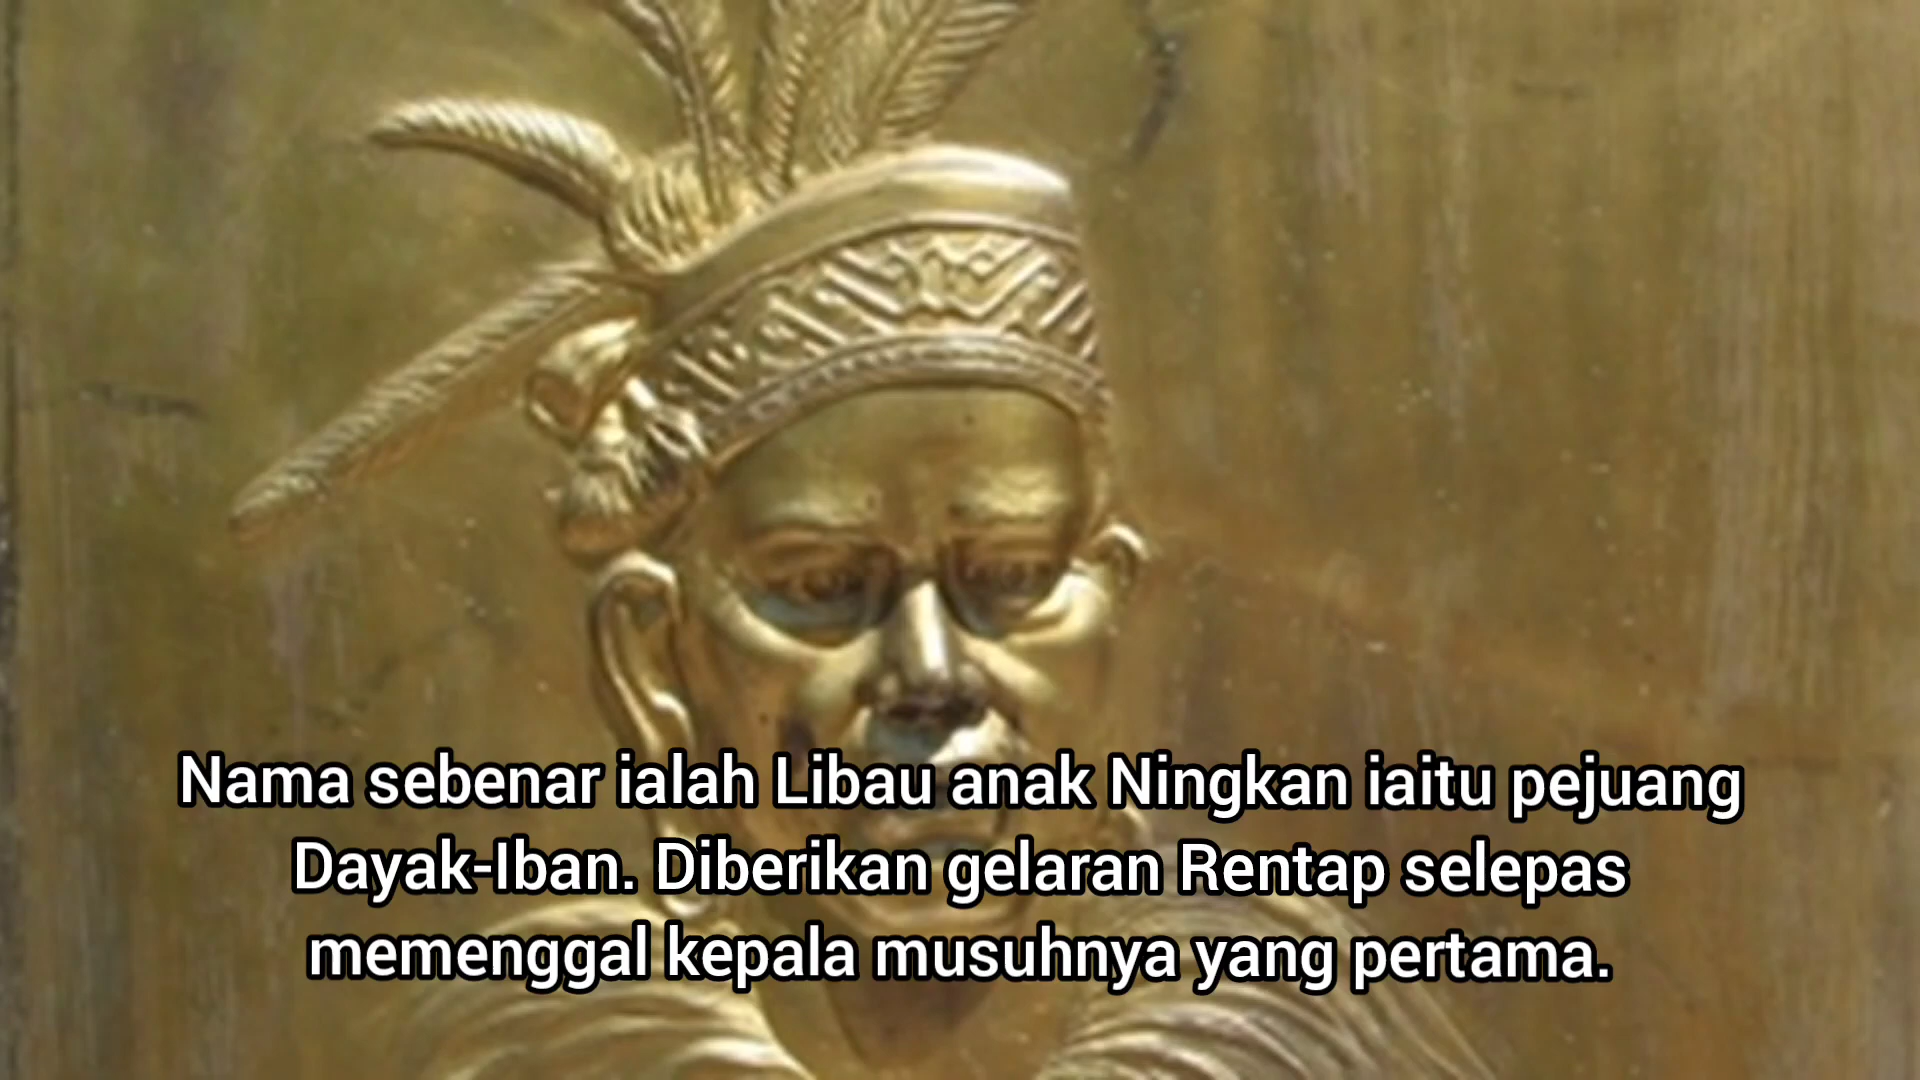 Nama sebenar ialah Libau anak Ningkan iaitu pejuang
Dayak-Iban. Diberikan gelaran Rentap selepas
memenggal kepala musuhnya yang pertama.